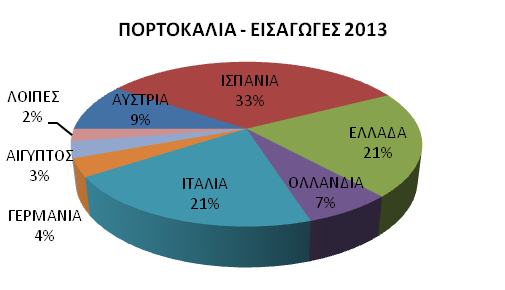 ΠΟΡΤΟΚΑΛΙΑ - ΕΙΣΑΓΩΓΕΣ 2013
ΙΣΠΑΝΙΑ
33%
ΛΟΙΠΕΣ
2%
ΑΥΣΤΡΙΑ
9%
ΕΛΛΑΔΑ
21%
ΑΙΓΥΠΤΟΣ
3%
ΙΤΑΛΙΑ
21%
ΟΛΛΑΝΔΙΑ
7%
ΓΕΡΜΑΝΙΑ
4%